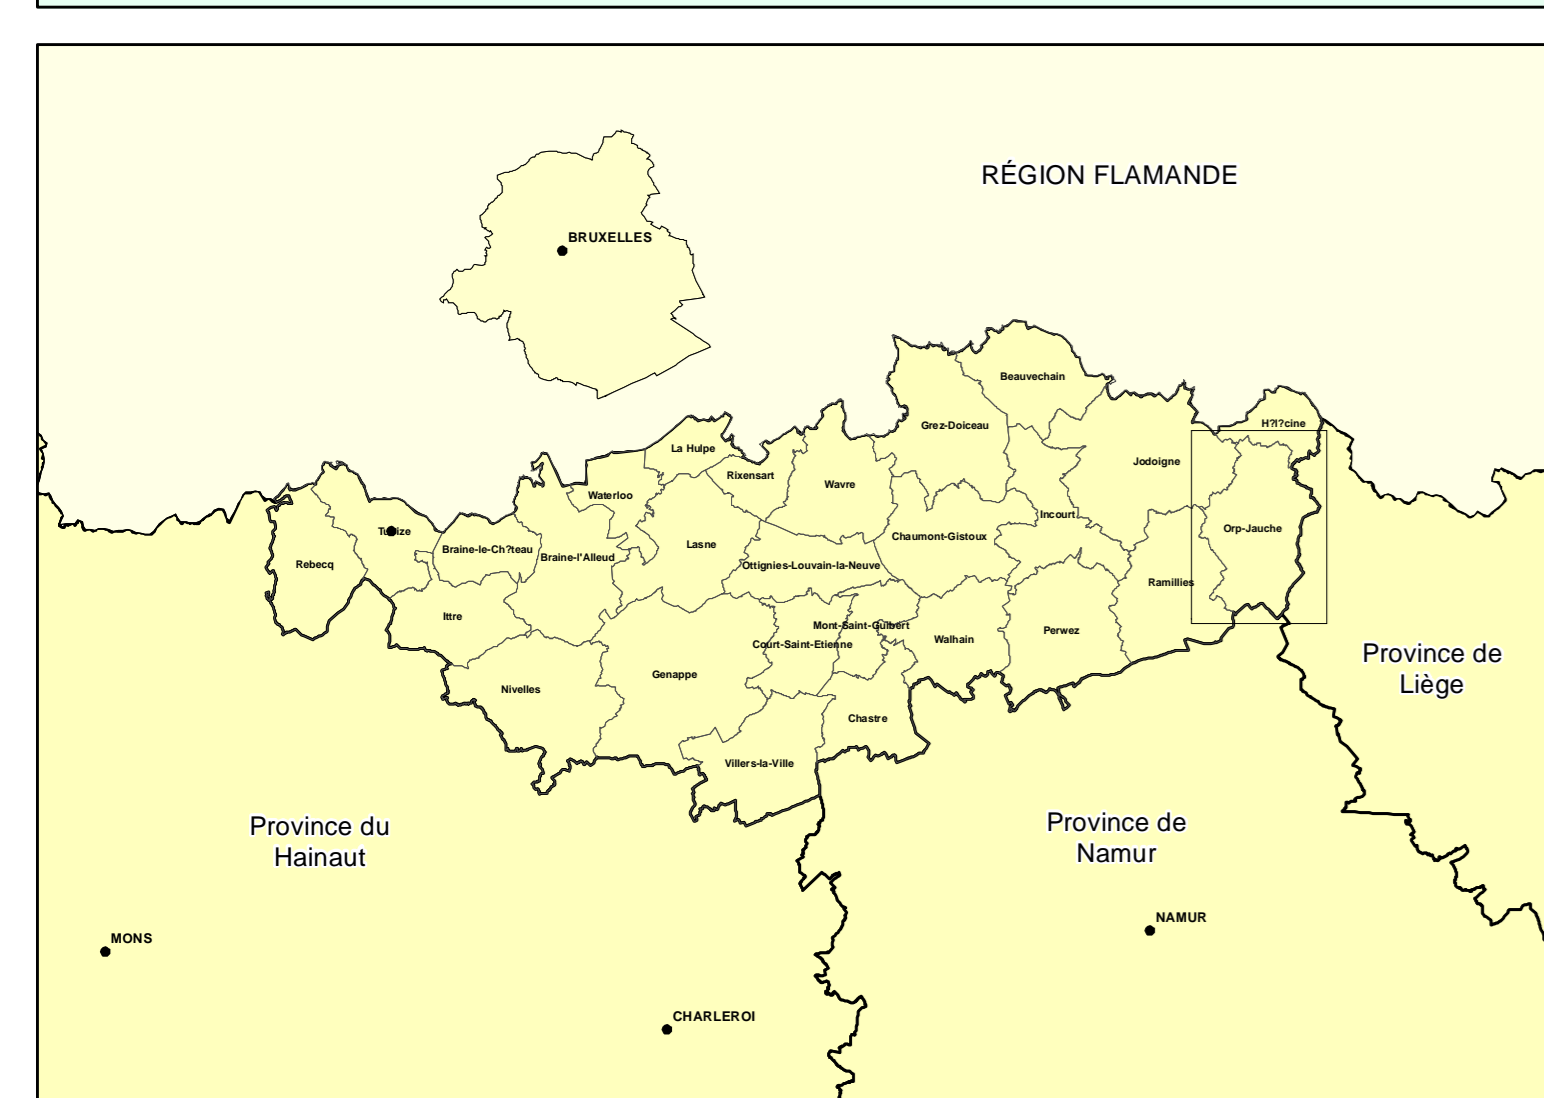 RÉGION FLAMANDE
BRUXELLES
Beauvechain
Grez-Doiceau
H?l?cine
La Hulpe
Jodoigne
Rixensart
Wavre
Waterloo
Incourt
Orp-Jauche
Chaumont-Gistoux
Lasne
Braine-le-Ch?teau
Braine-l'Alleud
Rebecq
Ottignies-Louvain-la-Neuve
Ramillies
Ittre
Mont-Saint-Guibert
Perwez
Walhain
Court-Saint-Etienne
Province de
Liège
Genappe
Nivelles
Chastre
Villers-la-Ville
Province du
Hainaut
Province de
Namur
NAMUR
MONS
CHARLEROI